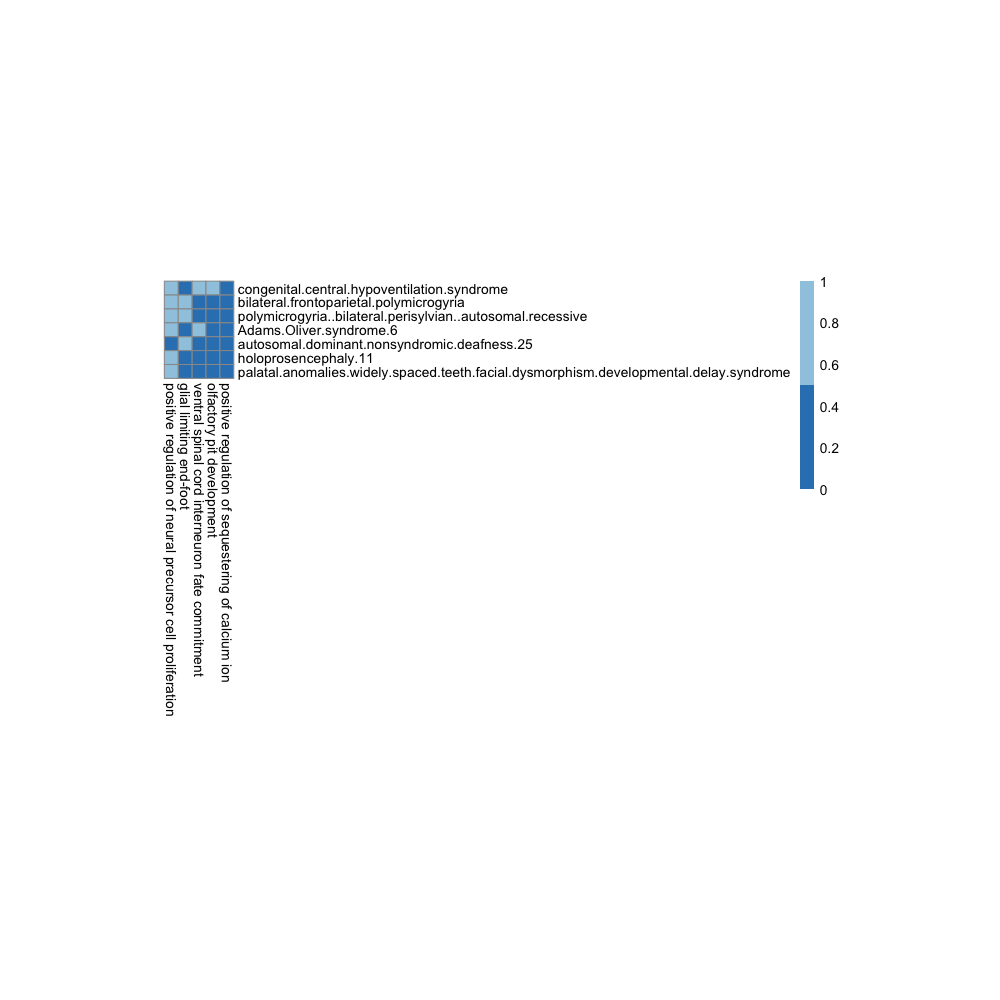 congenital.central.hypoventilation.syndrome
bilateral.frontoparietal.polymicrogyria
polymicrogyria..bilateral.perisylvian..autosomal.recessive
Adams.Oliver.syndrome.6
autosomal.dominant.nonsyndromic.deafness.25
holoprosencephaly.11
palatal.anomalies.widely.spaced.teeth.facial.dysmorphism.developmental.delay.syndrome
1
0.8
0.6
0.4
0.2
0
positive regulation of neural precursor cell proliferation
glial limiting end-foot
ventral spinal cord interneuron fate commitment
olfactory pit development
positive regulation of sequestering of calcium ion